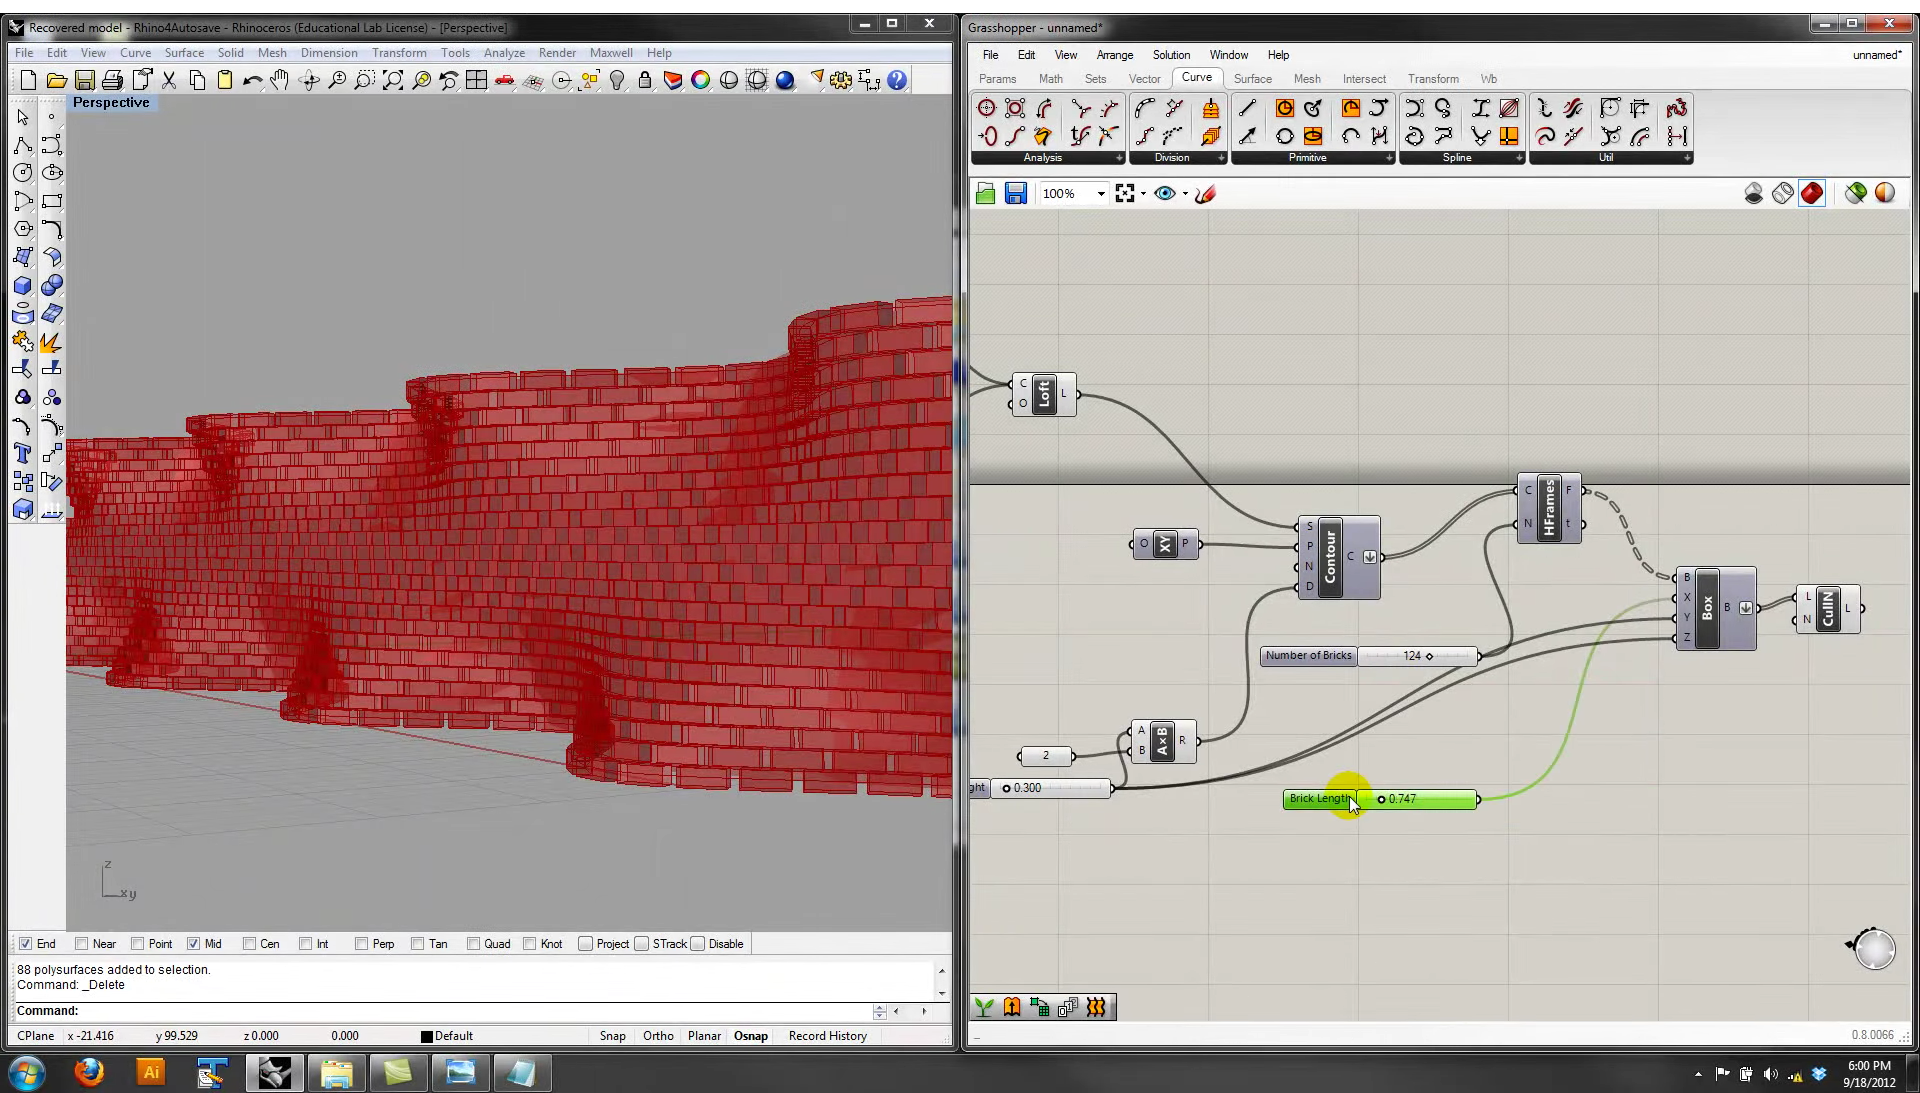 Recovered model - Rhino4Autosave - Rhinoceros (Educational Lab License) - [Perspective]
File Edit View Curve Surface Solid Mesh Dimension Transform Tools Analyze Render Maxwell Help
Perspective
z
x y
End Near Point Mid Cen Int Perp Tan Quad Knot Project STrack Disable
88 polysurfaces added to selection.
Command: _Delete
Command:
CPlane x -21.416 y 99.529 z 0.000 0.000 Default Snap Ortho Planar Osnap Record History
Grasshopper - unnamed*
File Edit View Arrange Solution Window Help unnamed*
Params Math Sets Vector Curve Surface Mesh Intersect Transform Wb
Analysis Division Primitive Spline Util
100%
C
O
Loft
L
O
XY
P
S
P
N
D
Contour
C
C
N
HFrames
F
t
B
X
Y
Z
Box
B
L
N
CullN
L
Number of Bricks 124
A
B
A×B
R
2
ght 0.300
Brick Length 0.747
0.8.0066
Ai
T
6:00 PM
9/18/2012